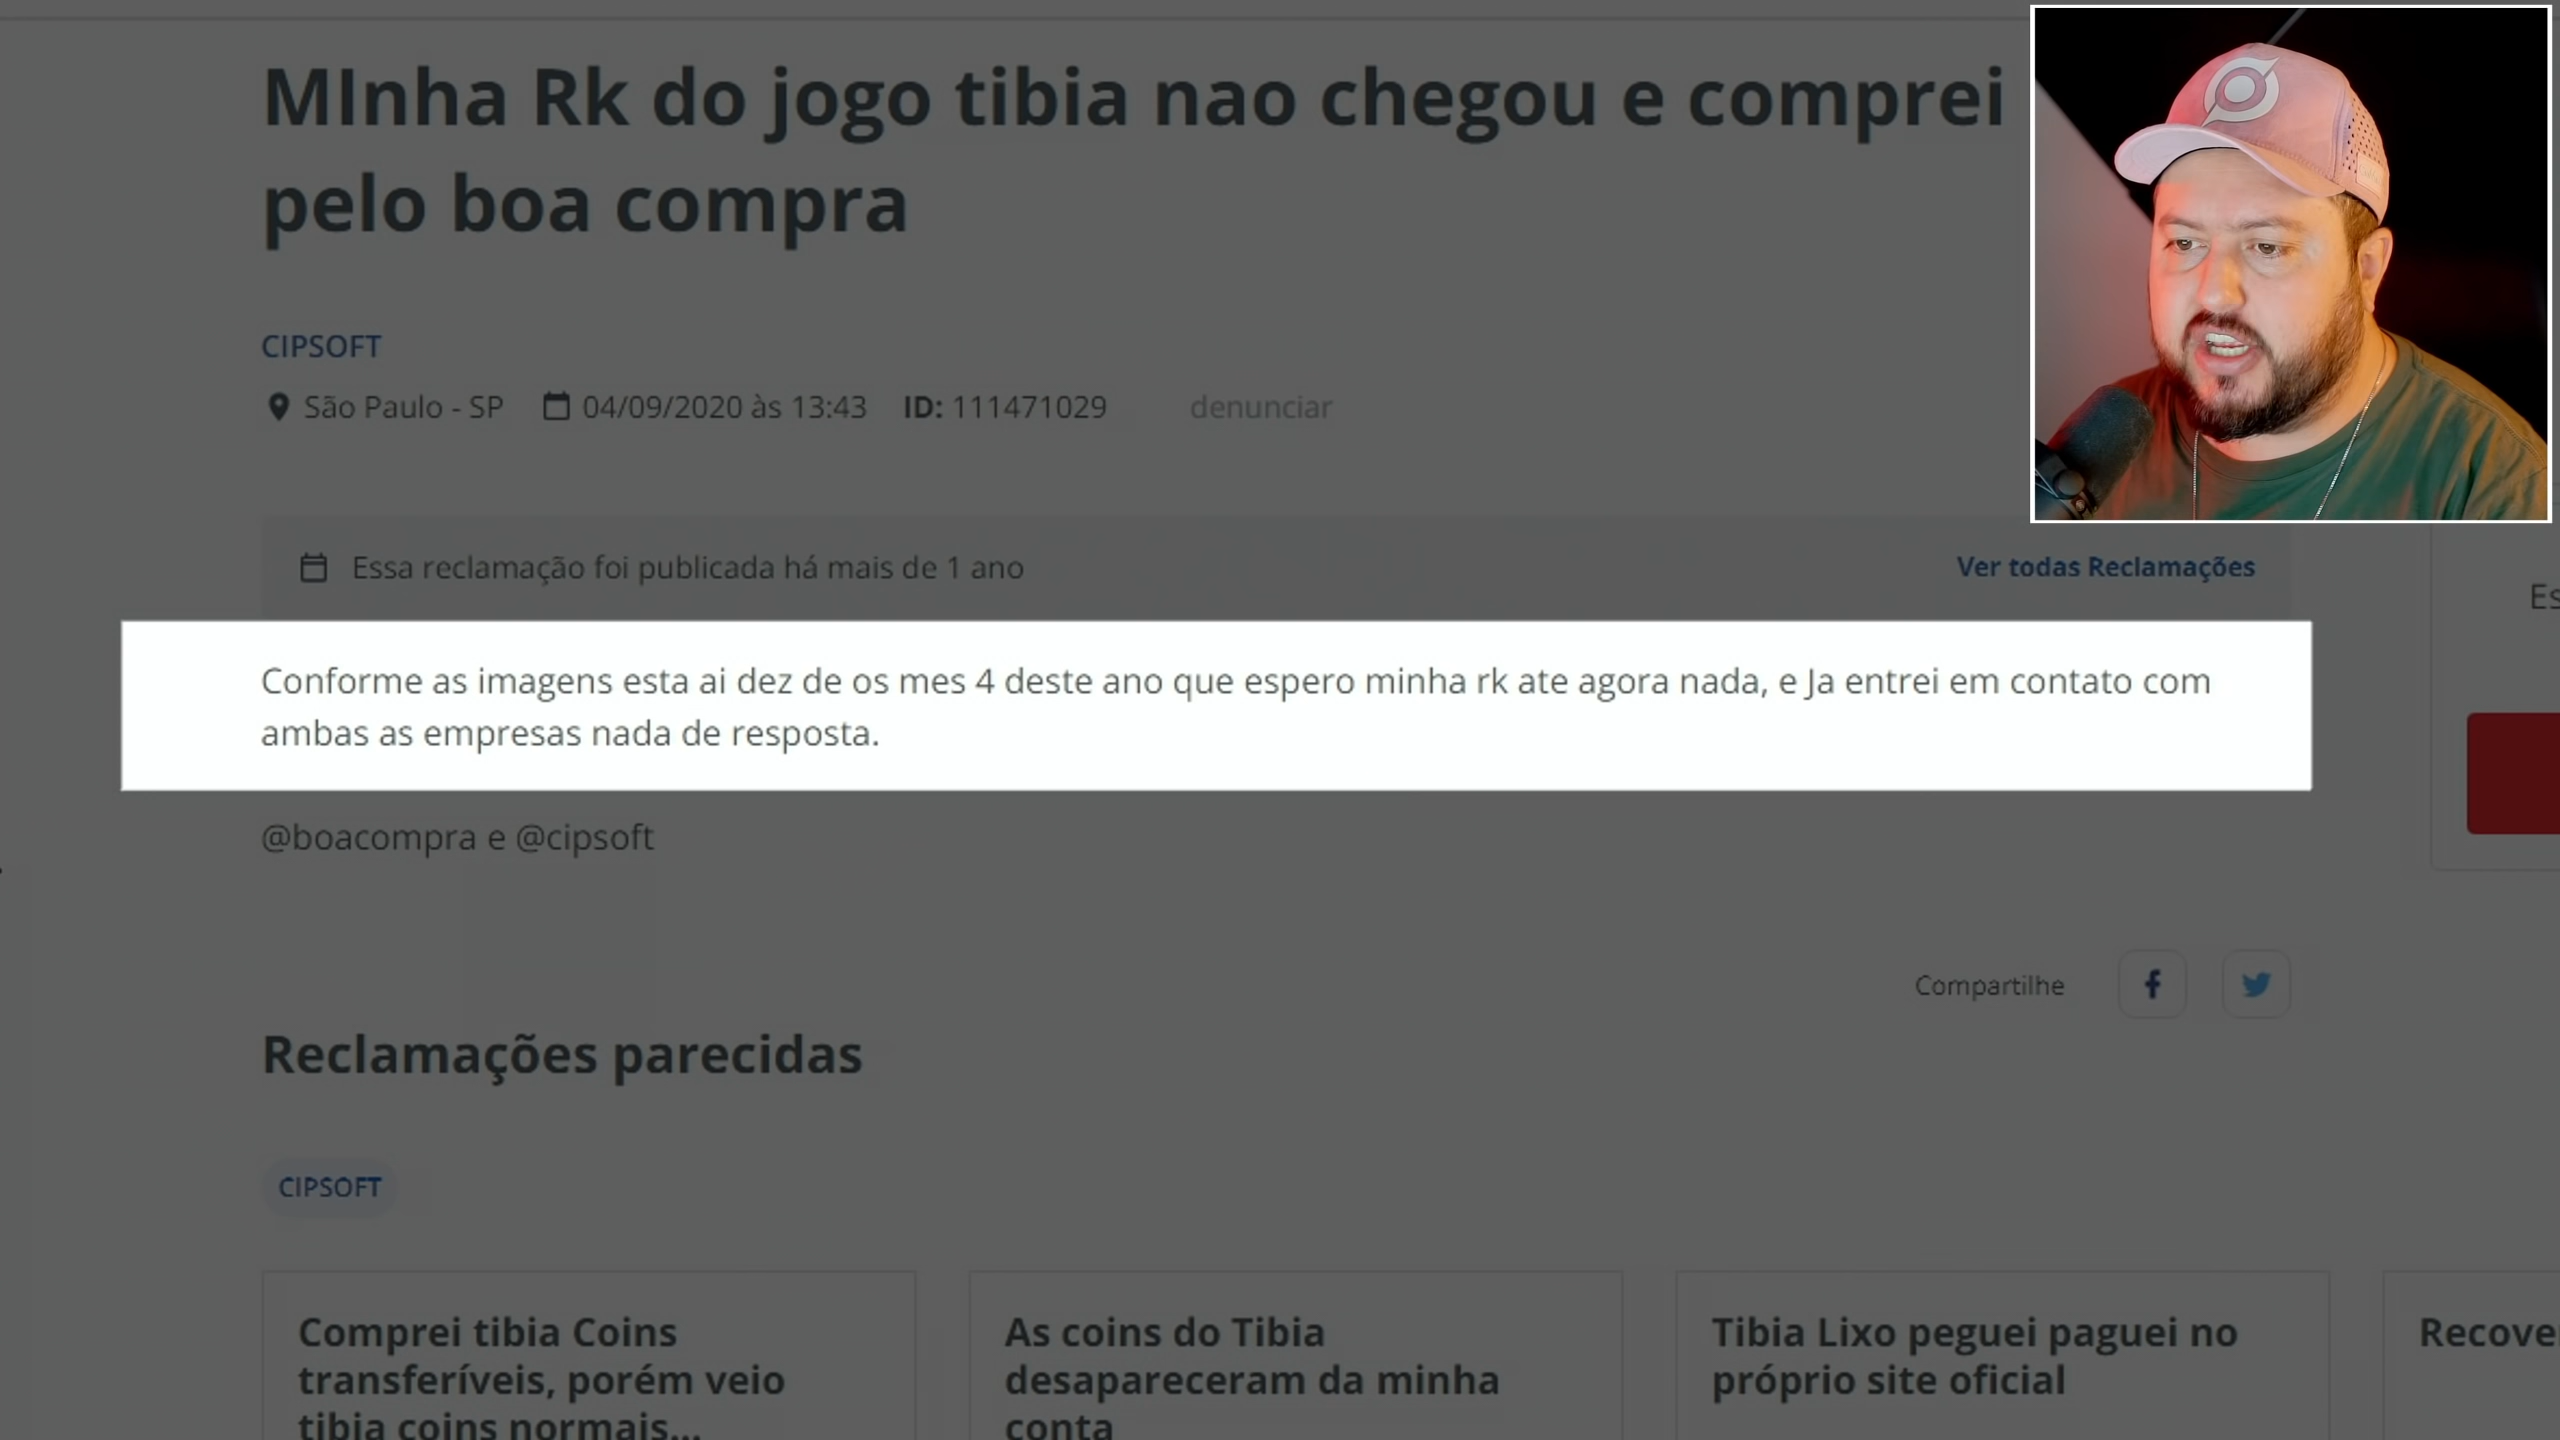 MInha Rk do jogo tibia nao chegou e comprei
pelo boa compra
CIPSOFT
São Paulo - SP 04/09/2020 às 13:43 ID: 111471029 denunciar
Essa reclamação foi publicada há mais de 1 ano
Ver todas Reclamações
Es
Conforme as imagens esta ai dez de os mes 4 deste ano que espero minha rk ate agora nada, e Ja entrei em contato com
ambas as empresas nada de resposta.
@boacompra e @cipsoft
Compartilhe
Reclamações parecidas
CIPSOFT
Comprei tibia Coins
transferíveis, porém veio
tibia coins normais...
As coins do Tibia
desapareceram da minha
conta
Tibia Lixo peguei paguei no
próprio site oficial
Recove